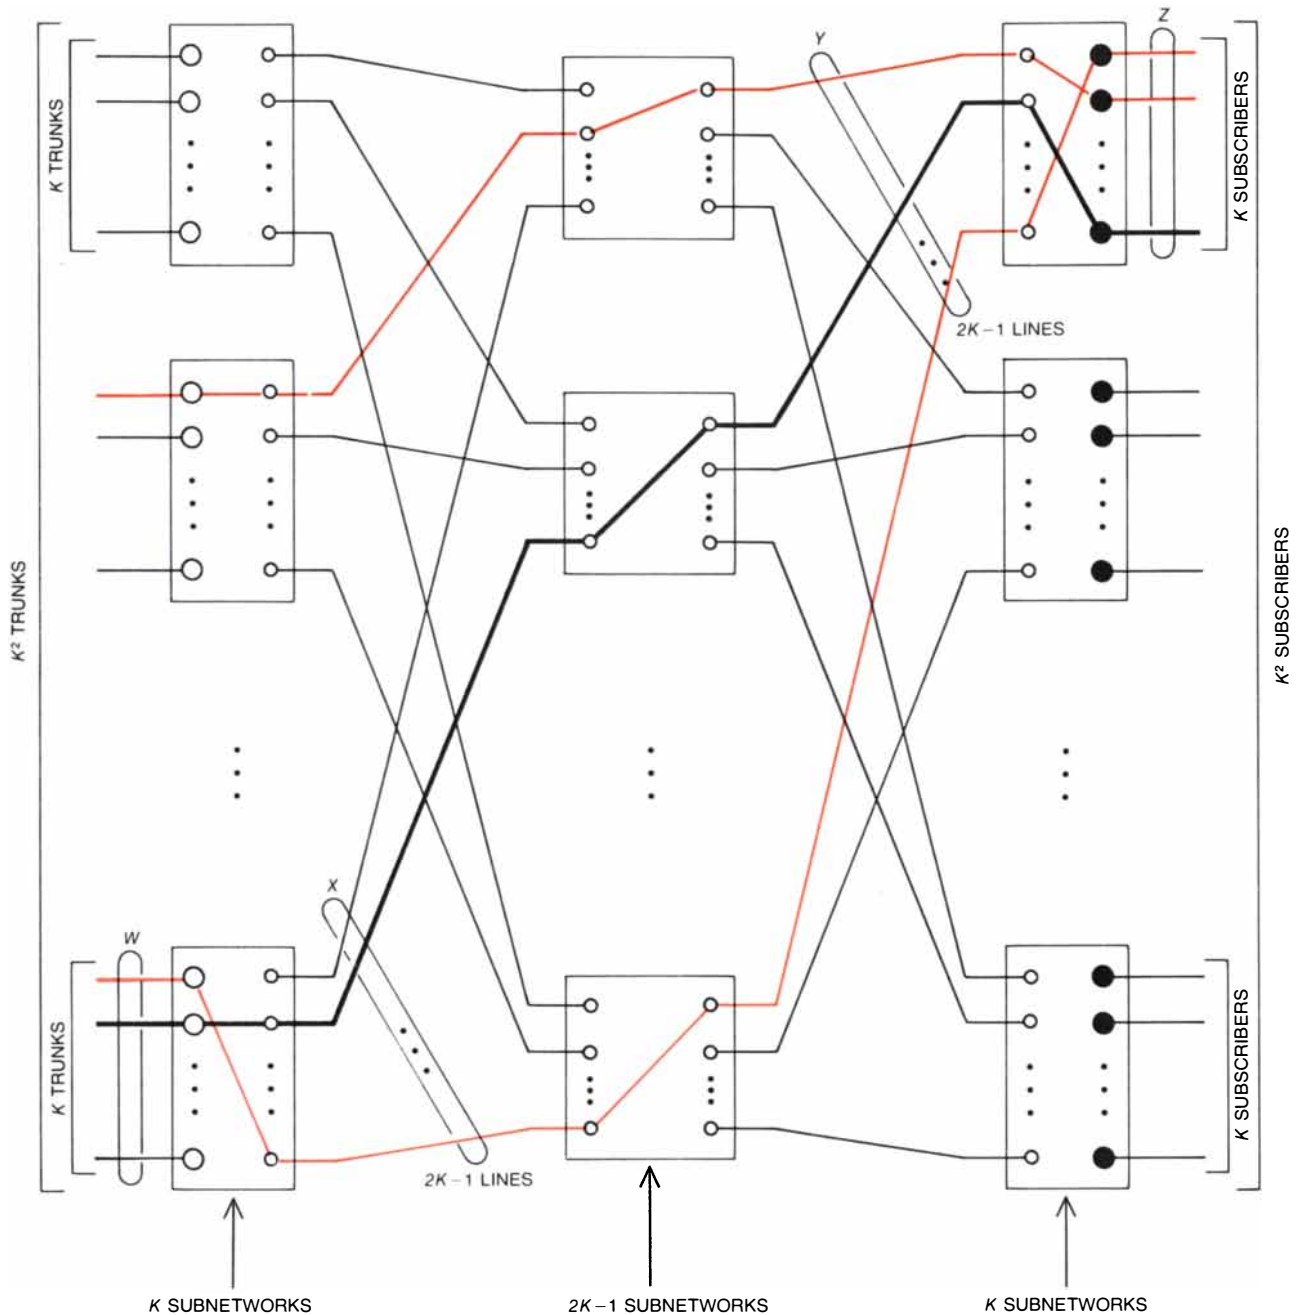 Z
Y
K TRUNKS
K SUBSCRIBERS
2K−1 LINES
K² TRUNKS
K² SUBSCRIBERS
X
W
K TRUNKS
K SUBSCRIBERS
2K−1 LINES
K SUBNETWORKS
2K−1 SUBNETWORKS
K SUBNETWORKS